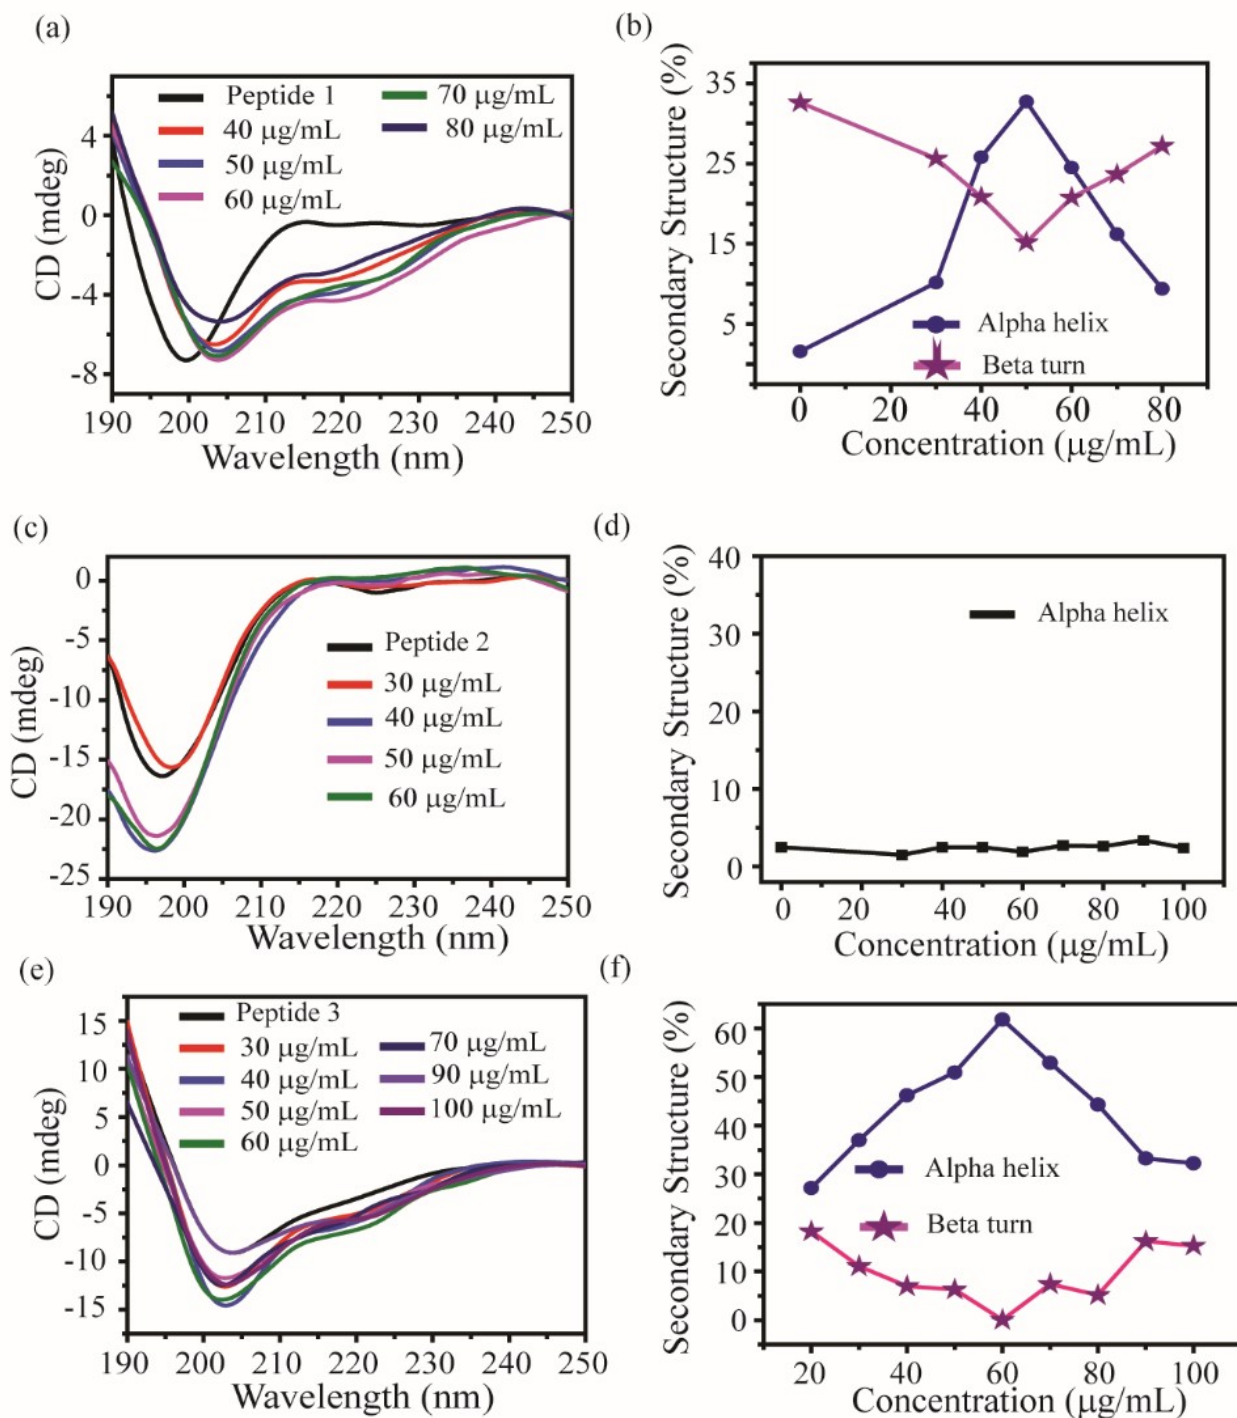 (a)
Peptide 1
40 μg/mL
50 μg/mL
60 μg/mL
70 μg/mL
80 μg/mL
4
0
-4
-8
CD (mdeg)
190 200 210 220 230 240 250
Wavelength (nm)
(b)
35
25
15
5
Secondary Structure (%)
Alpha helix
Beta turn
0 20 40 60 80
Concentration (μg/mL)
(c)
0
-5
-10
-15
-20
-25
CD (mdeg)
Peptide 2
30 μg/mL
40 μg/mL
50 μg/mL
60 μg/mL
190 200 210 220 230 240 250
Wavelength (nm)
(d)
40
30
20
10
0
Secondary Structure (%)
Alpha helix
0 20 40 60 80 100
Concentration (μg/mL)
(e)
15
10
5
0
-5
-10
-15
CD (mdeg)
Peptide 3
30 μg/mL
40 μg/mL
50 μg/mL
60 μg/mL
70 μg/mL
90 μg/mL
100 μg/mL
190 200 210 220 230 240 250
Wavelength (nm)
(f)
60
50
40
30
20
10
0
Secondary Structure (%)
Alpha helix
Beta turn
20 40 60 80 100
Concentration (μg/mL)